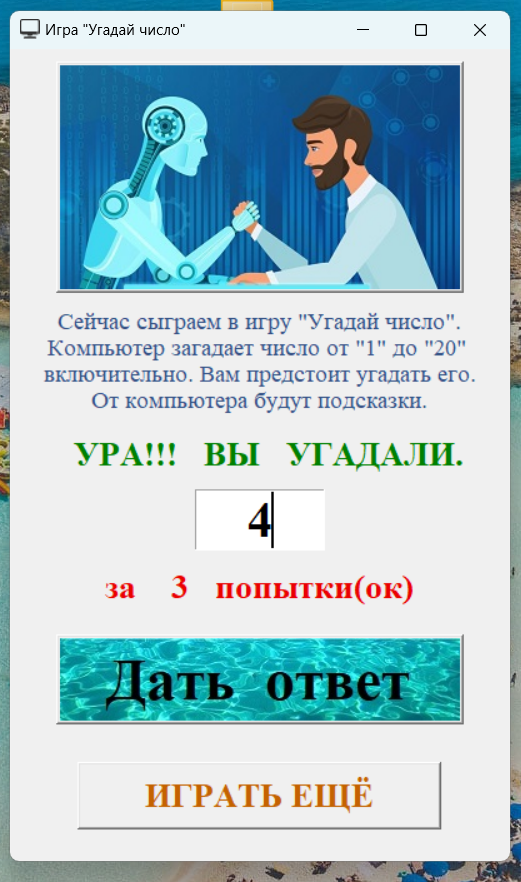 Игра "Угадай число"
Сейчас сыграем в игру "Угадай число".
Компьютер загадает число от "1" до "20"
включительно. Вам предстоит угадать его.
От компьютера будут подсказки.
УРА!!! ВЫ УГАДАЛИ.
4
за 3 попытки(ок)
Дать ответ
ИГРАТЬ ЕЩЁ